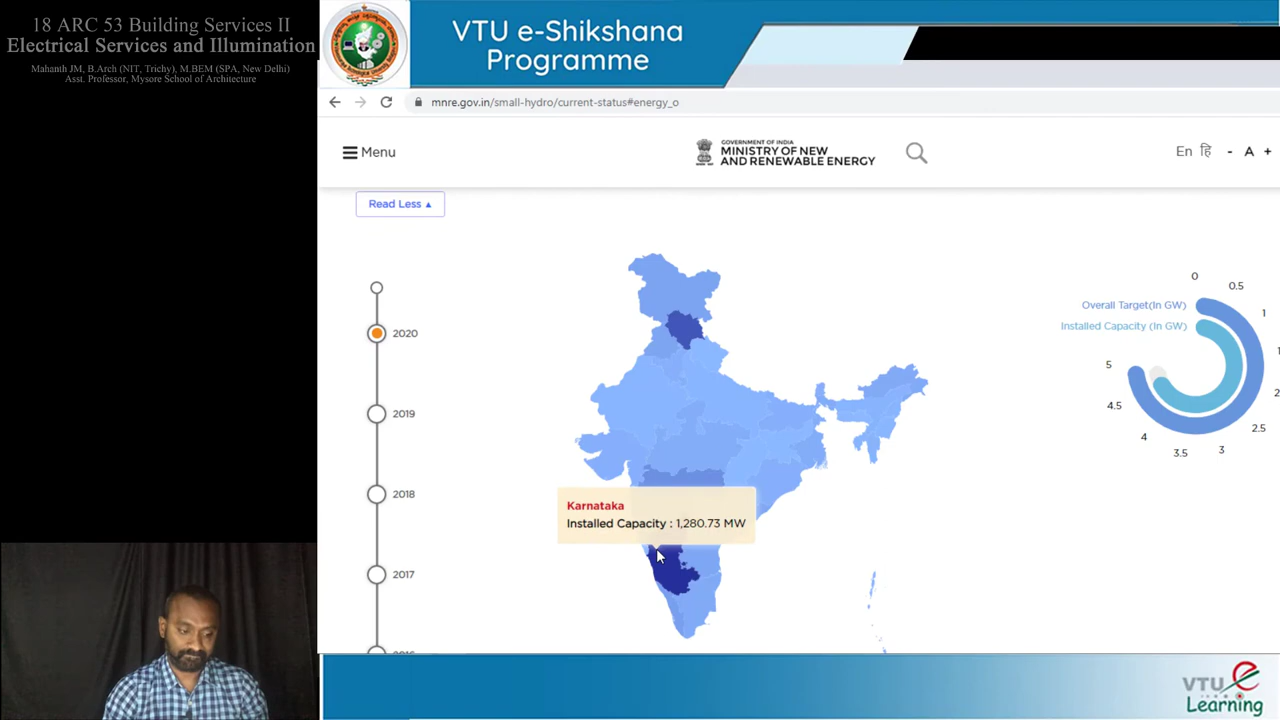 18 ARC 53 Building Services II
Electrical Services and Illumination
Mahanth JM, B.Arch (NIT, Trichy), M.BEM (SPA, New Delhi)
Asst. Professor, Mysore School of Architecture
VTU e-Shikshana
Programme
mnre.gov.in/small-hydro/current-status#energy_o
Menu
GOVERNMENT OF INDIA
MINISTRY OF NEW
AND RENEWABLE ENERGY
En हि - A +
Read Less ▲
2020
2019
2018
2017
Karnataka
Installed Capacity : 1,280.73 MW
Overall Target(In GW)
Installed Capacity (In GW)
0
0.5
1
2.5
3
3.5
4
4.5
5
VTU
Learning